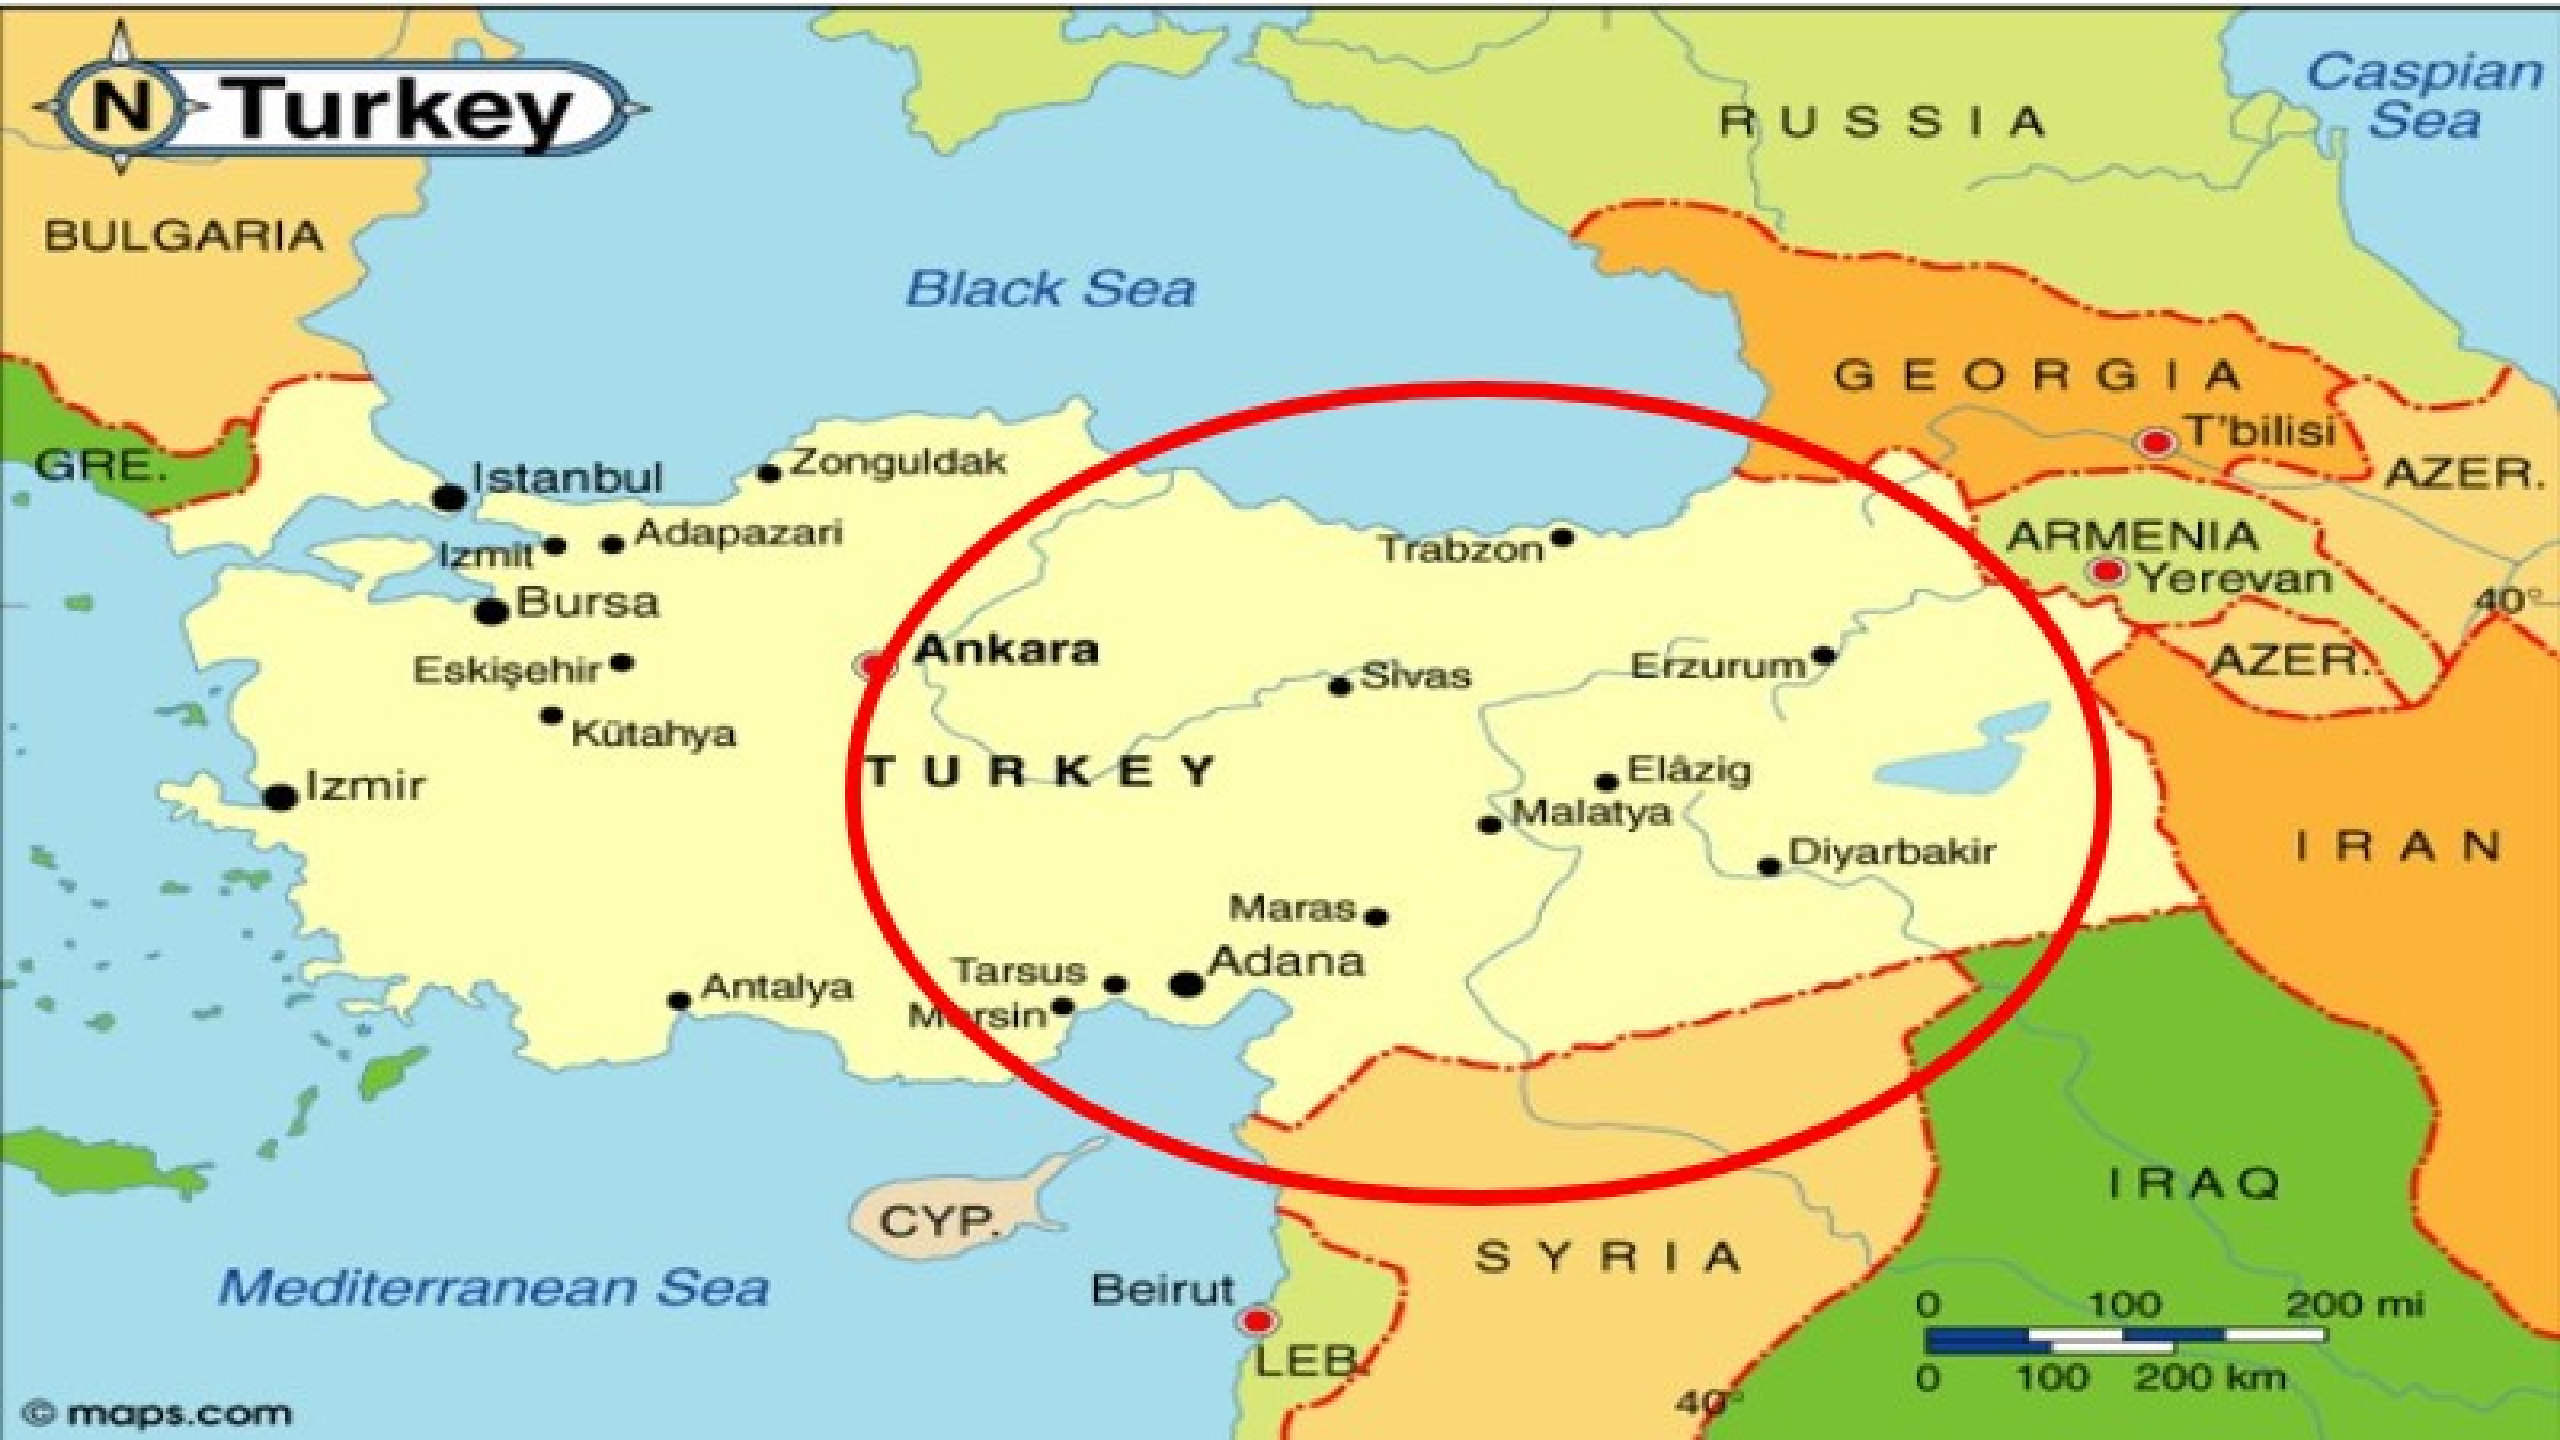 N
Turkey
Caspian
Sea
RUSSIA
BULGARIA
Black Sea
GEORGIA
T'bilisi
GRE.
Istanbul
Zonguldak
AZER.
Izmit
Adapazari
Trabzon
ARMENIA
Yerevan
Bursa
40°
Ankara
Eskişehir
Sivas
Erzurum
AZER.
Kütahya
TURKEY
Elâzig
Izmir
Malatya
IRAN
Diyarbakir
Maras
Adana
Tarsus
Antalya
Mersin
CYP.
IRAQ
SYRIA
Mediterranean Sea
Beirut
LEB.
0 100 200 mi
0 100 200 km
40°
© maps.com